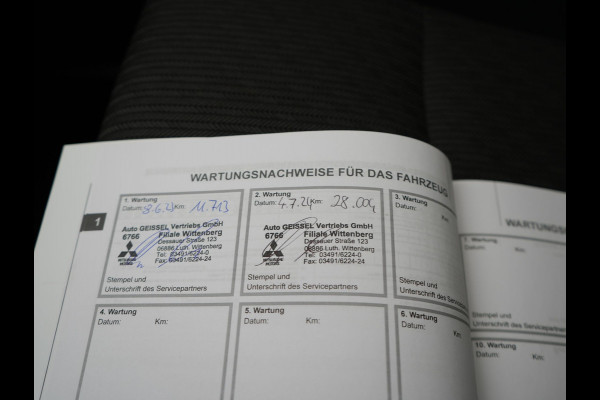 WARTUNGSNACHWEISE FÜR DAS FAHRZEUG
1
1. Wartung
Datum: Km: 11.713
Auto GEISSEL Vertriebs GmbH
6766 Filiale Wittenberg
Dessauer Straße 123
06886 Luth. Wittenberg
Tel: 03491/6224-0
Fax: 03491/6224-24
Stempel und
Unterschrift des Servicepartners
2. Wartung
Datum: 4.7.24 Km: 28.004
Auto GEISSEL Vertriebs GmbH
6766 Filiale Wittenberg
Dessauer Straße 123
06886 Luth. Wittenberg
Tel: 03491/6224-0
Fax: 03491/6224-24
Stempel und
Unterschrift des Servicepartners
3. Wartung
Datum: Km:
Stempel und
Unterschrift des Servicepartners
4. Wartung
Datum: Km:
5. Wartung
Datum: Km:
6. Wartung
Datum: Km:
7. Wartung
Datum: Km:
Stempel und
Unterschrift des Servicepartners
10. Wartung
Datum: Km: